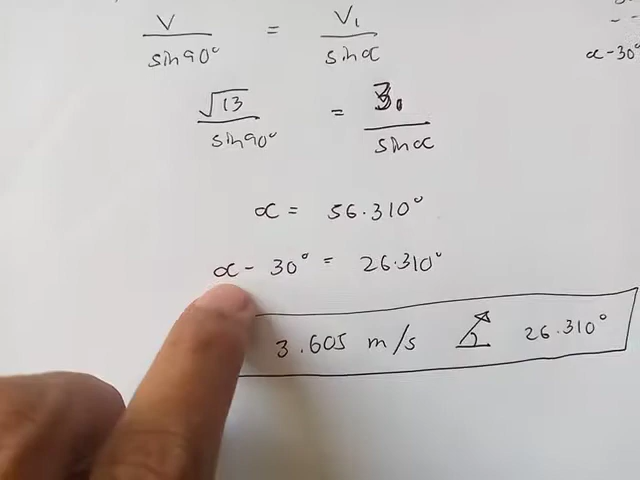 V / sin90° = V₁ / sinα
α-30°
√13 / sin90° = 3. / sinα
α = 56.310°
α - 30° = 26.310°
3.605 m/s 26.310°